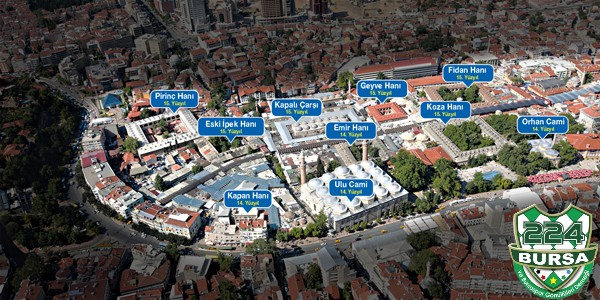 Pirinç Hanı
15. Yüzyıl
Eski İpek Hanı
15. Yüzyıl
Kapalı Çarşı
15. Yüzyıl
Geyve Hanı
15. Yüzyıl
Fidan Hanı
15. Yüzyıl
Koza Hanı
15. Yüzyıl
Orhan Cami
14. Yüzyıl
Emir Hanı
14. Yüzyıl
Ulu Cami
14. Yüzyıl
Kapan Hanı
14. Yüzyıl
224
BURSA